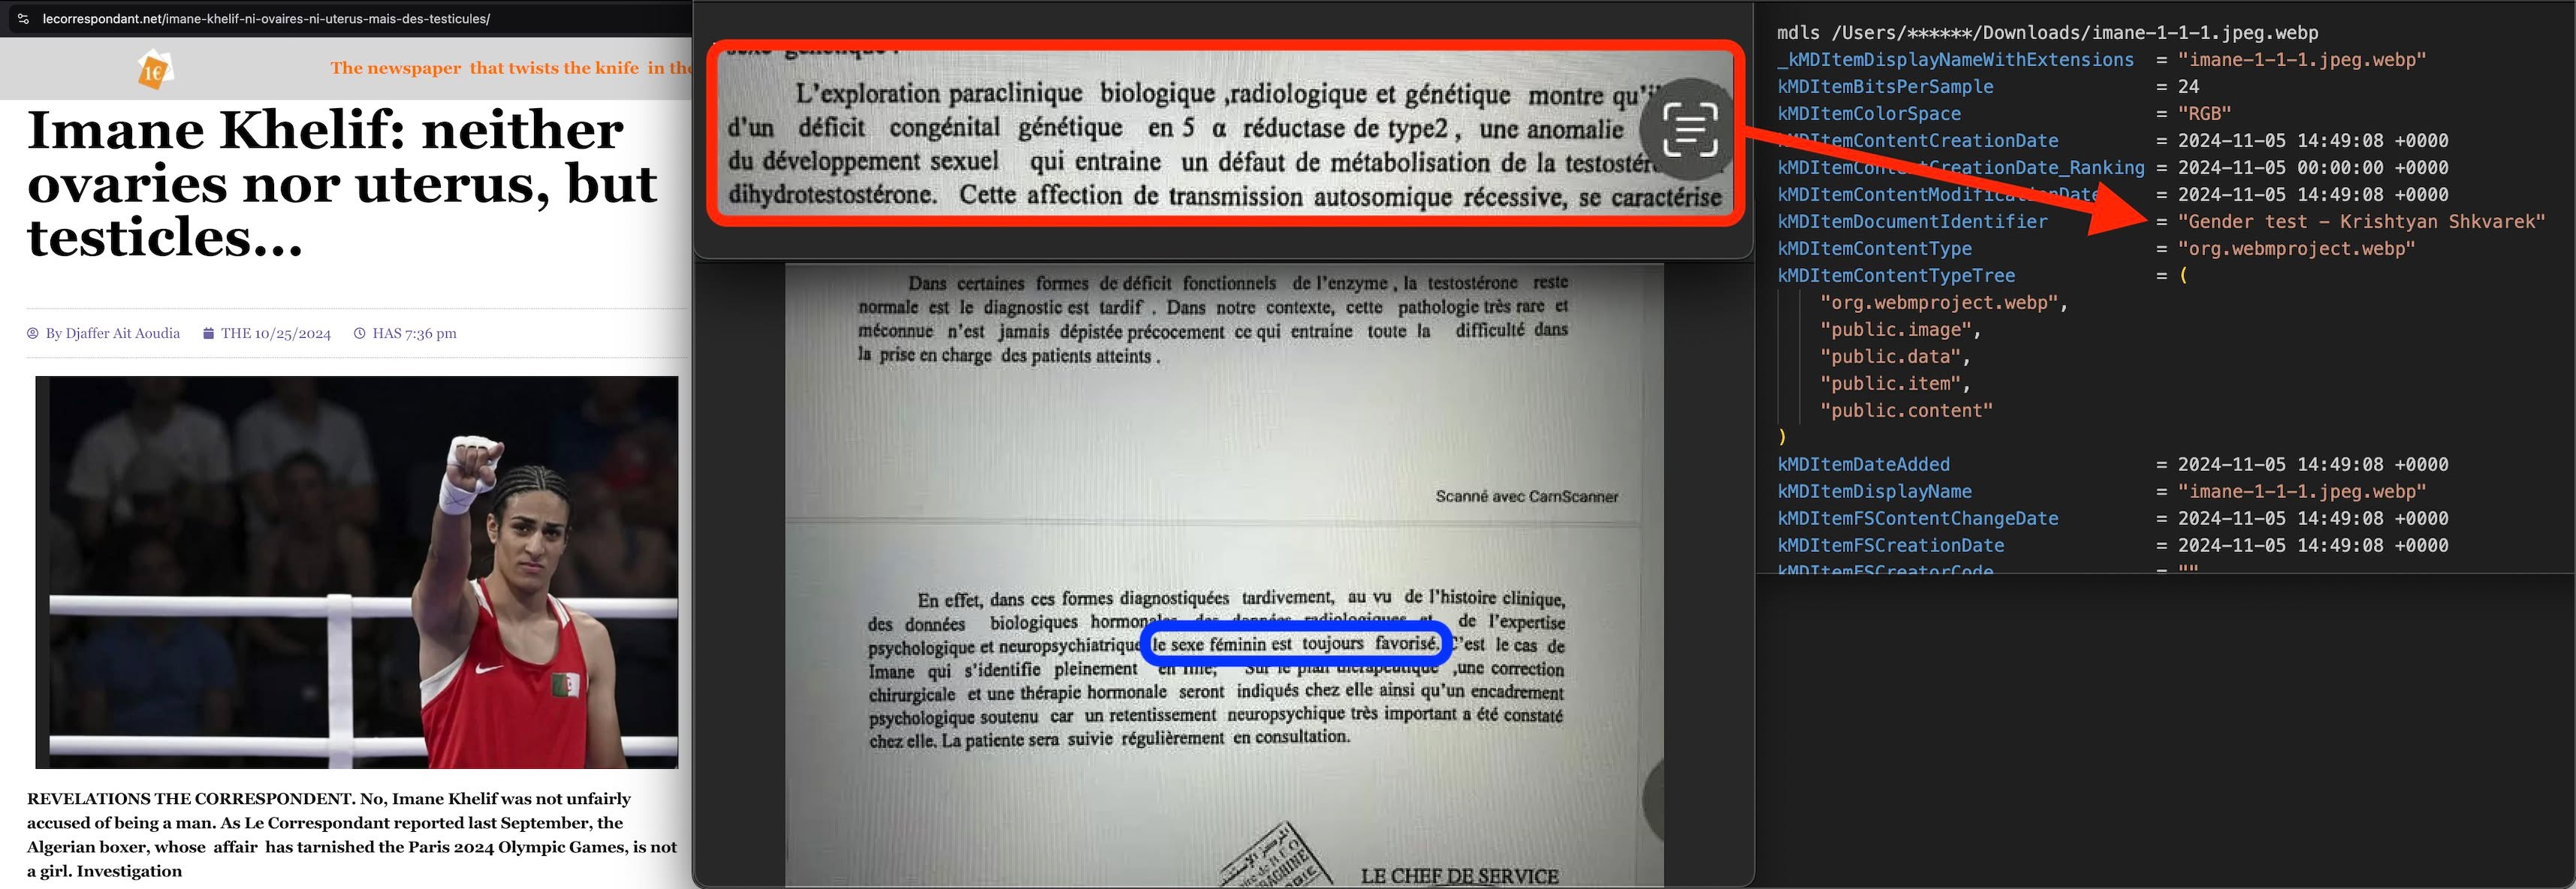 lecorrespondant.net/imane-khelif-ni-ovaires-ni-uterus-mais-des-testicules/
1€
The newspaper that twists the knife in the
Imane Khelif: neither
ovaries nor uterus, but
testicles...
By Djaffer Ait Aoudia THE 10/25/2024 HAS 7:36 pm
REVELATIONS THE CORRESPONDENT. No, Imane Khelif was not unfairly
accused of being a man. As Le Correspondant reported last September, the
Algerian boxer, whose affair has tarnished the Paris 2024 Olympic Games, is not
a girl. Investigation
L'exploration paraclinique biologique ,radiologique et génétique montre
d'un déficit congénital génétique en 5 α réductase de type2 , une anomalie
du développement sexuel qui entraine un défaut de métabolisation de la
dihydrotestostérone. Cette affection de transmission autosomique récessive, se caractérise
Dans certaines formes de déficit fonctionnels de l'enzyme , la testostérone reste
normale est le diagnostic est tardif . Dans notre contexte, cette pathologie très rare et
méconnue n'est jamais dépistée précocement ce qui entraine toute la difficulté dans
la prise en charge des patients atteints .
Scanné avec CamScanner
En effet, dans ces formes diagnostiquées tardivement, au vu de l'histoire clinique,
des données biologiques de l'expertise
psychologique et neuropsychiatrique le sexe féminin est toujours favorisé. C'est le cas de
Imane qui s'identifie pleinement en fille, Sur le plan thérapeutique ,une correction
chirurgicale et une thérapie hormonale seront indiqués chez elle ainsi qu'un encadrement
psychologique soutenu car un retentissement neuropsychique très important a été constaté
chez elle. La patiente sera suivie régulièrement en consultation.
LE CHEF DE SERVICE
mdls /Users/******/Downloads/imane-1-1-1.jpeg.webp
_kMDItemDisplayNameWithExtensions = "imane-1-1-1.jpeg.webp"
kMDItemBitsPerSample = 24
kMDItemColorSpace = "RGB"
kMDItemContentCreationDate = 2024-11-05 14:49:08 +0000
kMDItemContentCreationDate_Ranking = 2024-11-05 00:00:00 +0000
kMDItemContentModificationDate = 2024-11-05 14:49:08 +0000
kMDItemDocumentIdentifier = "Gender test - Krishtyan Shkvarek"
kMDItemContentType = "org.webmproject.webp"
kMDItemContentTypeTree = (
"org.webmproject.webp",
"public.image",
"public.data",
"public.item",
"public.content"
)
kMDItemDateAdded = 2024-11-05 14:49:08 +0000
kMDItemDisplayName = "imane-1-1-1.jpeg.webp"
kMDItemFSContentChangeDate = 2024-11-05 14:49:08 +0000
kMDItemFSCreationDate = 2024-11-05 14:49:08 +0000
kMDItemFSCreatorCode = ""